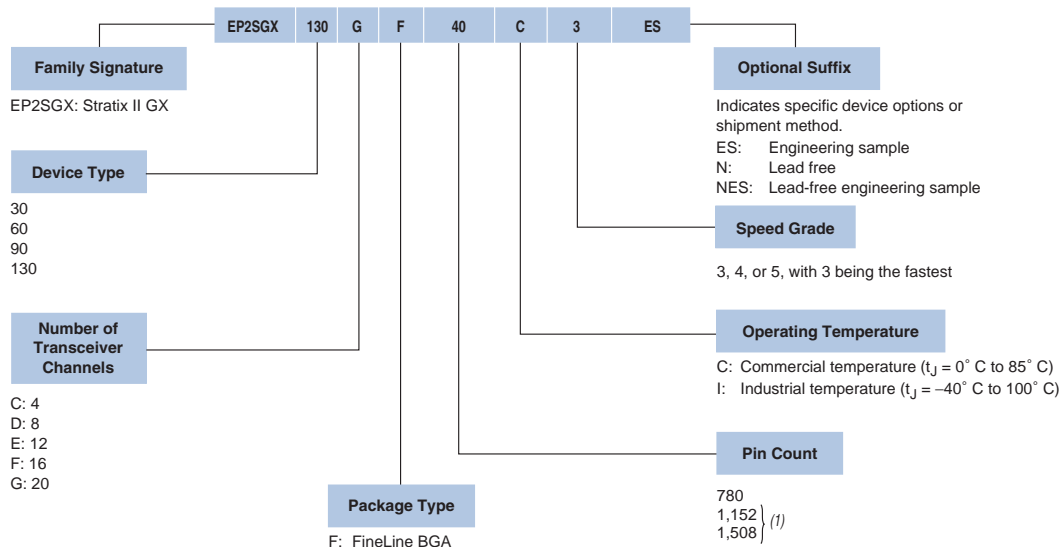 EP2SGX 130 G F 40 C 3 ES
Family Signature
EP2SGX: Stratix II GX
Device Type
30
60
90
130
Number of
Transceiver
Channels
C: 4
D: 8
E: 12
F: 16
G: 20
Package Type
F: FineLine BGA
Optional Suffix
Indicates specific device options or
shipment method.
ES: Engineering sample
N: Lead free
NES: Lead-free engineering sample
Speed Grade
3, 4, or 5, with 3 being the fastest
Operating Temperature
C: Commercial temperature (tJ = 0° C to 85° C)
I: Industrial temperature (tJ = –40° C to 100° C)
Pin Count
780
1,152
1,508
(1)